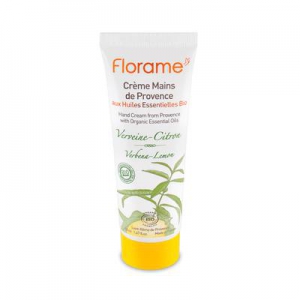 Florame
Crème Mains
de Provence
Aux Huiles Essentielles Bio
Hand Cream from Provence
with Organic Essential Oils
Verveine-Citron
Verbena-Lemon
BIO